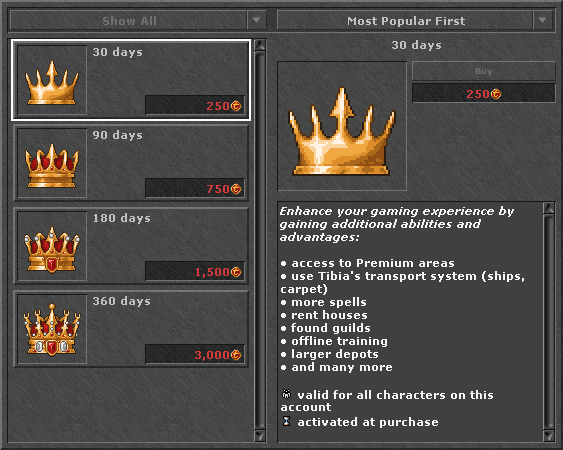 Show All
Most Popular First
30 days
250
90 days
750
180 days
1,500
360 days
3,000
30 days
Buy
250
Enhance your gaming experience by
gaining additional abilities and
advantages:
• access to Premium areas
• use Tibia's transport system (ships,
carpet)
• more spells
• rent houses
• found guilds
• offline training
• larger depots
• and many more
valid for all characters on this
account
activated at purchase